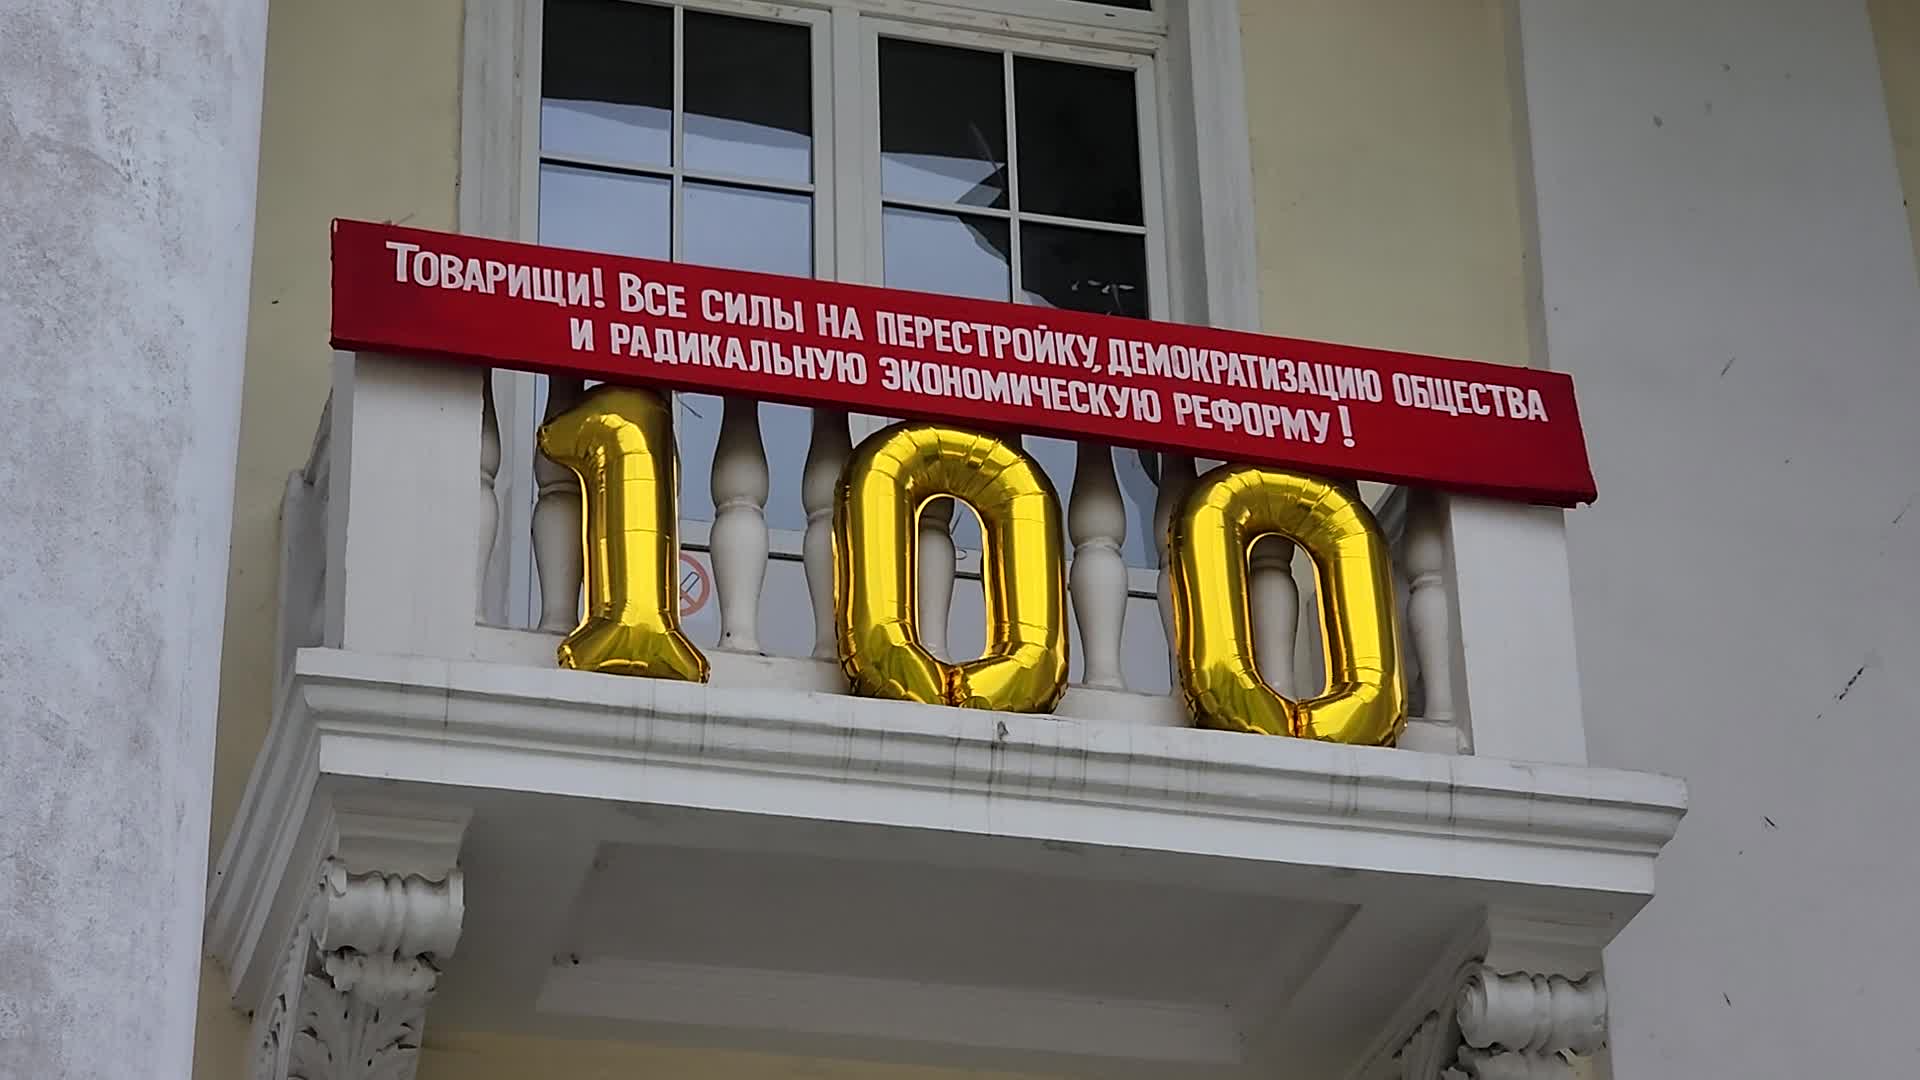 Товарищи! Все силы на перестройку, демократизацию общества
и радикальную экономическую реформу!
100